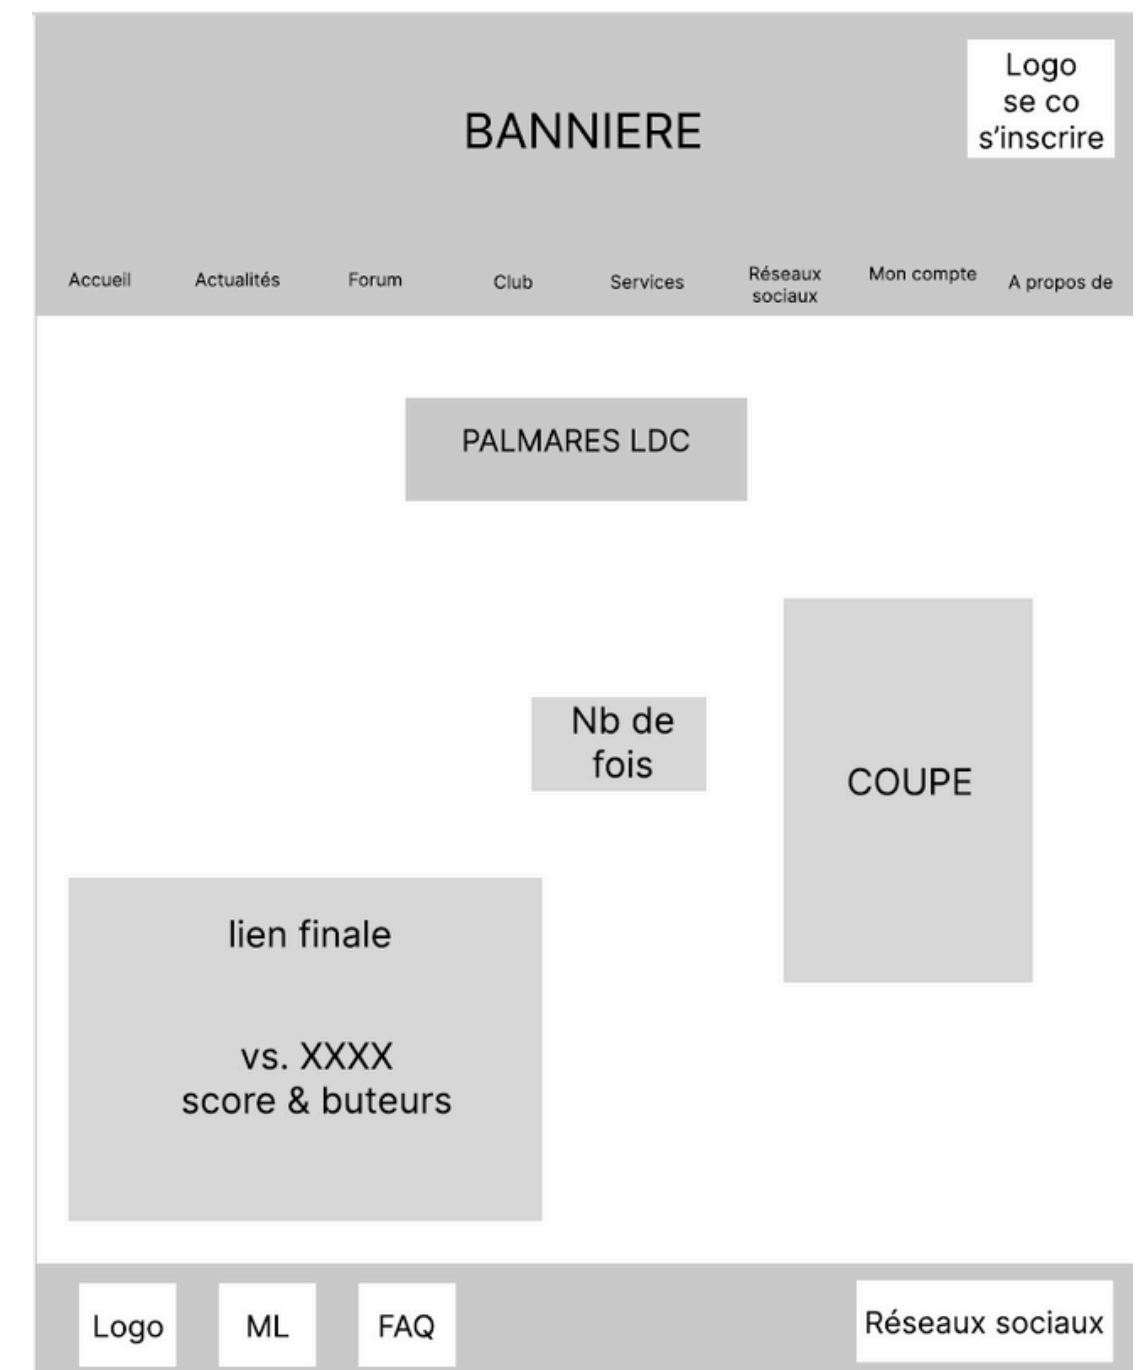 Logo
se co
s'inscrire
BANNIERE
Accueil
Actualités
Forum
Club
Services
Réseaux
sociaux
Mon compte
A propos de
PALMARES LDC
Nb de
fois
COUPE
lien finale
vs. XXXX
score & buteurs
Logo
ML
FAQ
Réseaux sociaux